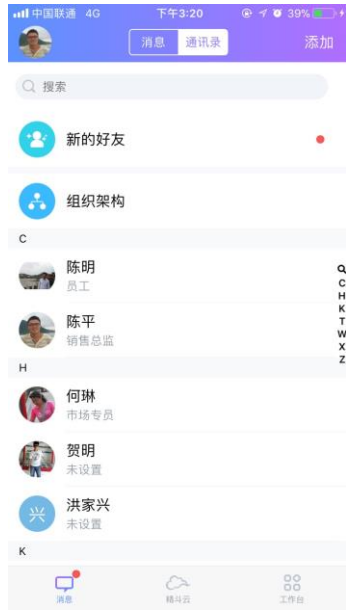 中国联通 4G 下午3:20 39%
消息 通讯录 添加
搜索
新的好友
组织架构
C
陈明
员工
陈平
销售总监
H
何琳
市场专员
贺明
未设置
兴 洪家兴
未设置
K
C
H
K
T
W
X
Z
消息 精斗云 工作台